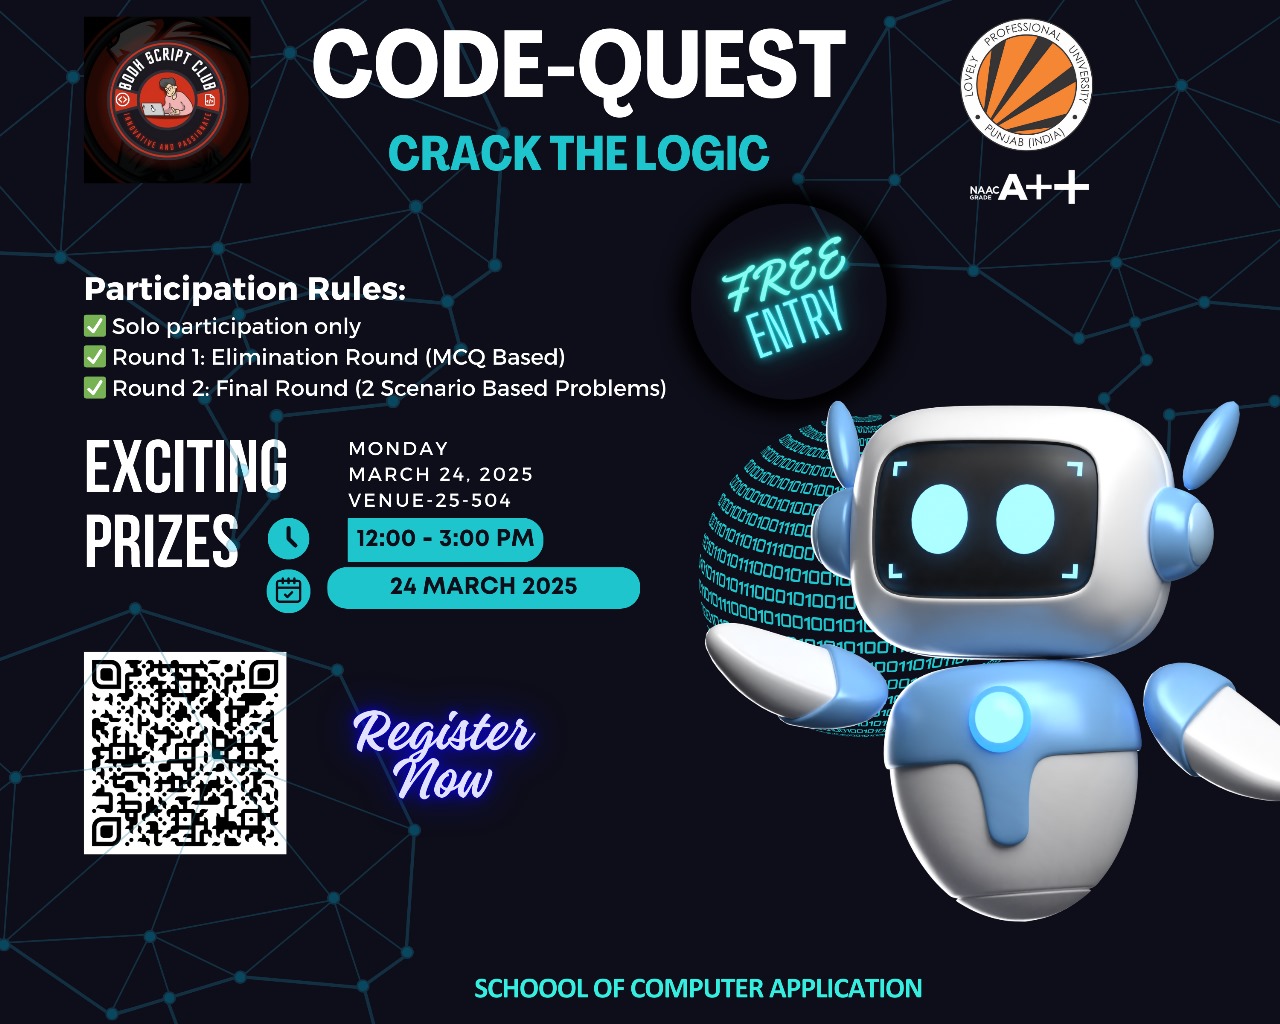 BOOK SCRIPT CLUB
INNOVATIVE AND PASSIONATE
CODE-QUEST
CRACK THE LOGIC
LOVELY PROFESSIONAL UNIVERSITY
PUNJAB (INDIA)
NAAC GRADE A++
FREE
ENTRY
Participation Rules:
✅ Solo participation only
✅ Round 1: Elimination Round (MCQ Based)
✅ Round 2: Final Round (2 Scenario Based Problems)
EXCITING
PRIZES
MONDAY
MARCH 24, 2025
VENUE-25-504
12:00 - 3:00 PM
24 MARCH 2025
Register
Now
SCHOOOL OF COMPUTER APPLICATION